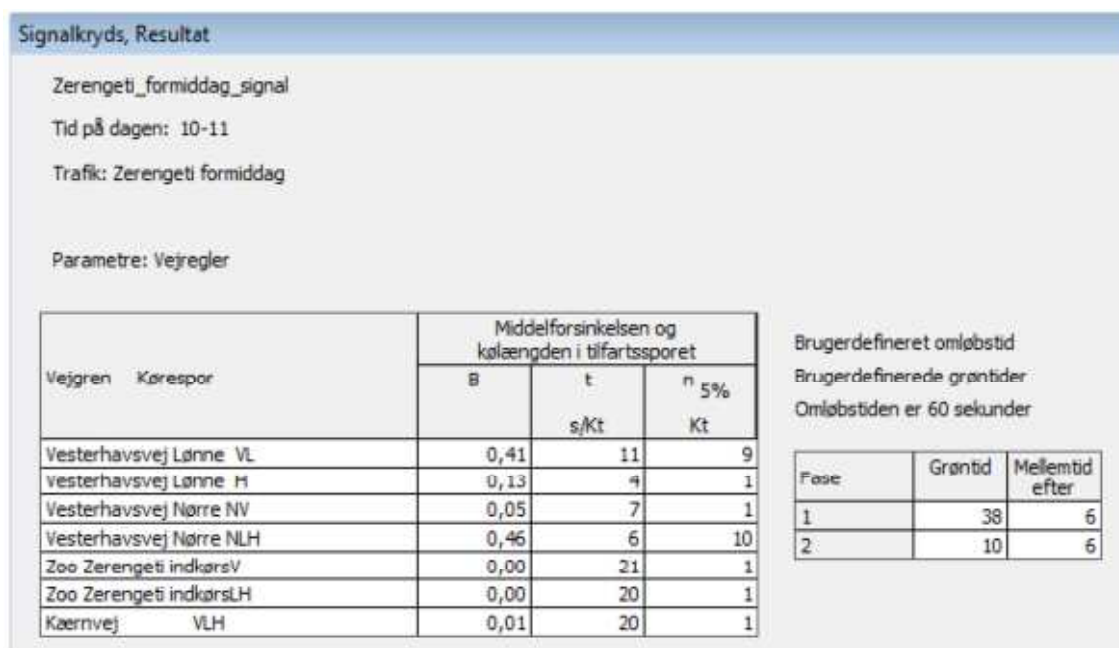 Signalkryds, Resultat
Zerengeti_formiddag_signal
Tid på dagen: 10-11
Trafik: Zerengeti formiddag
Parametre: Vejregler
Vejgren Kørespor
Middelforsinkelsen og
kølængden i tilfartssporet
B t n 5%
s/Kt Kt
Vesterhavsvej Lønne VL 0,41 11 9
Vesterhavsvej Lønne H 0,13 4 1
Vesterhavsvej Nørre NV 0,05 7 1
Vesterhavsvej Nørre NLH 0,46 6 10
Zoo Zerengeti indkørsV 0,00 21 1
Zoo Zerengeti indkørsLH 0,00 20 1
Kærnvej VLH 0,01 20 1
Brugerdefineret omløbstid
Brugerdefinerede grøntider
Omløbstiden er 60 sekunder
Fase Grøntid Mellemtid
efter
1 38 6
2 10 6